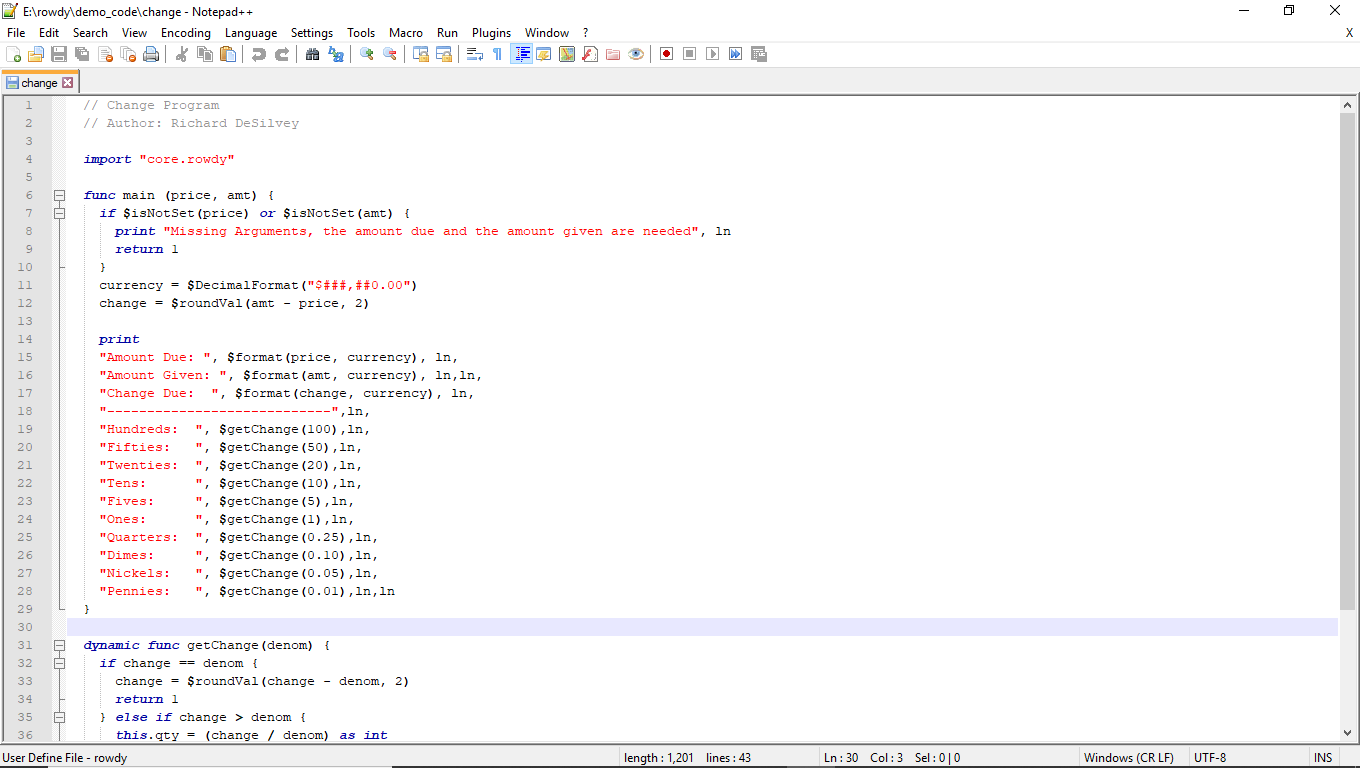 E:\rowdy\demo_code\change - Notepad++
File Edit Search View Encoding Language Settings Tools Macro Run Plugins Window ? X
change
1 // Change Program
2 // Author: Richard DeSilvey
3
4 import "core.rowdy"
5
6 func main (price, amt) {
7 if $isNotSet(price) or $isNotSet(amt) {
8 print "Missing Arguments, the amount due and the amount given are needed", ln
9 return 1
10 }
11 currency = $DecimalFormat("$###,##0.00")
12 change = $roundVal(amt - price, 2)
13
14 print
15 "Amount Due: ", $format(price, currency), ln,
16 "Amount Given: ", $format(amt, currency), ln,ln,
17 "Change Due:  ", $format(change, currency), ln,
18 "----------------------------",ln,
19 "Hundreds:  ", $getChange(100),ln,
20 "Fifties:   ", $getChange(50),ln,
21 "Twenties:  ", $getChange(20),ln,
22 "Tens:      ", $getChange(10),ln,
23 "Fives:     ", $getChange(5),ln,
24 "Ones:      ", $getChange(1),ln,
25 "Quarters:  ", $getChange(0.25),ln,
26 "Dimes:     ", $getChange(0.10),ln,
27 "Nickels:   ", $getChange(0.05),ln,
28 "Pennies:   ", $getChange(0.01),ln,ln
29 }
30
31 dynamic func getChange(denom) {
32 if change == denom {
33 change = $roundVal(change - denom, 2)
34 return 1
35 } else if change > denom {
36 this.qty = (change / denom) as int
User Define File - rowdy length : 1,201 lines : 43 Ln : 30 Col : 3 Sel : 0 | 0 Windows (CR LF) UTF-8 INS